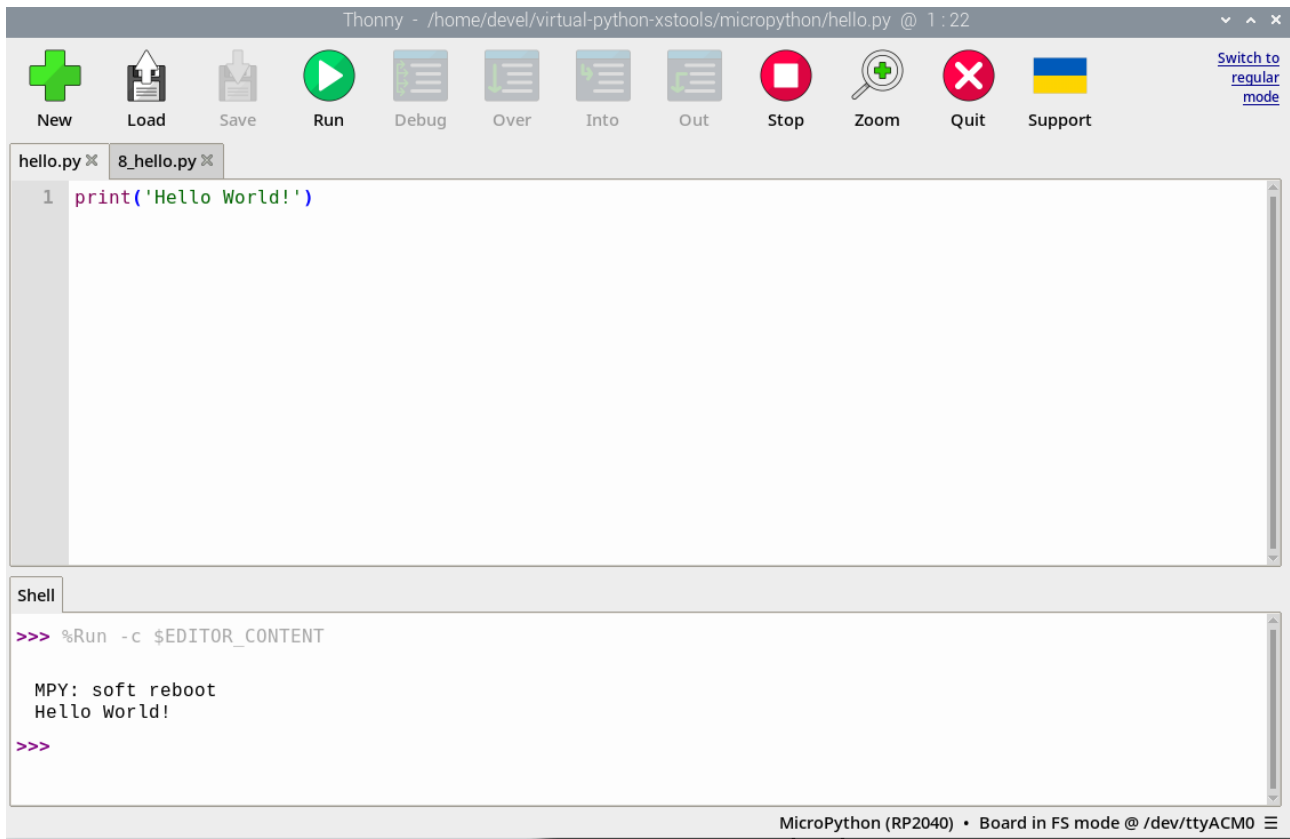 Thonny - /home/devel/virtual-python-xstools/micropython/hello.py @ 1 : 22
New Load Save Run Debug Over Into Out Stop Zoom Quit Support
Switch to
regular
mode
hello.py 8_hello.py
1 print('Hello World!')
Shell
>>> %Run -c $EDITOR_CONTENT
MPY: soft reboot
Hello World!
>>>
MicroPython (RP2040) • Board in FS mode @ /dev/ttyACM0 ☰